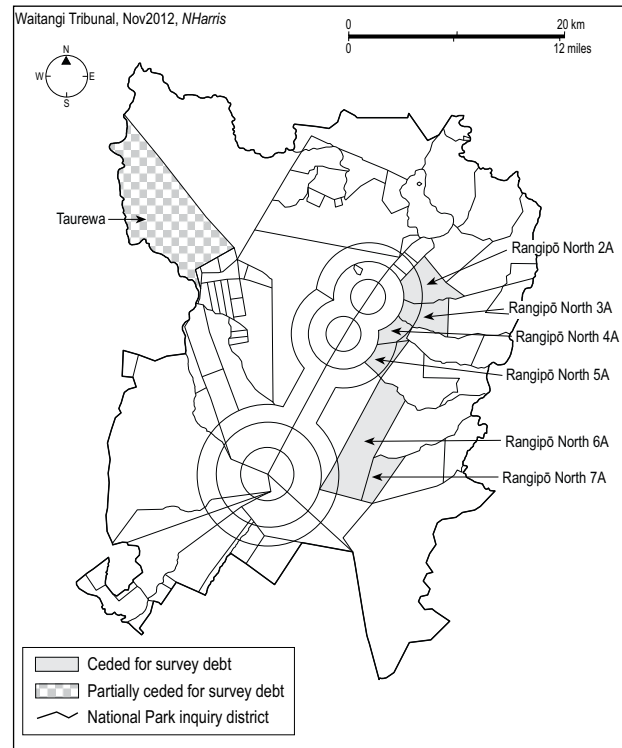 Waitangi Tribunal, Nov2012, NHarris
0 20 km
0 12 miles
N
W E
S
Taurewa
Rangipō North 2A
Rangipō North 3A
Rangipō North 4A
Rangipō North 5A
Rangipō North 6A
Rangipō North 7A
Ceded for survey debt
Partially ceded for survey debt
National Park inquiry district